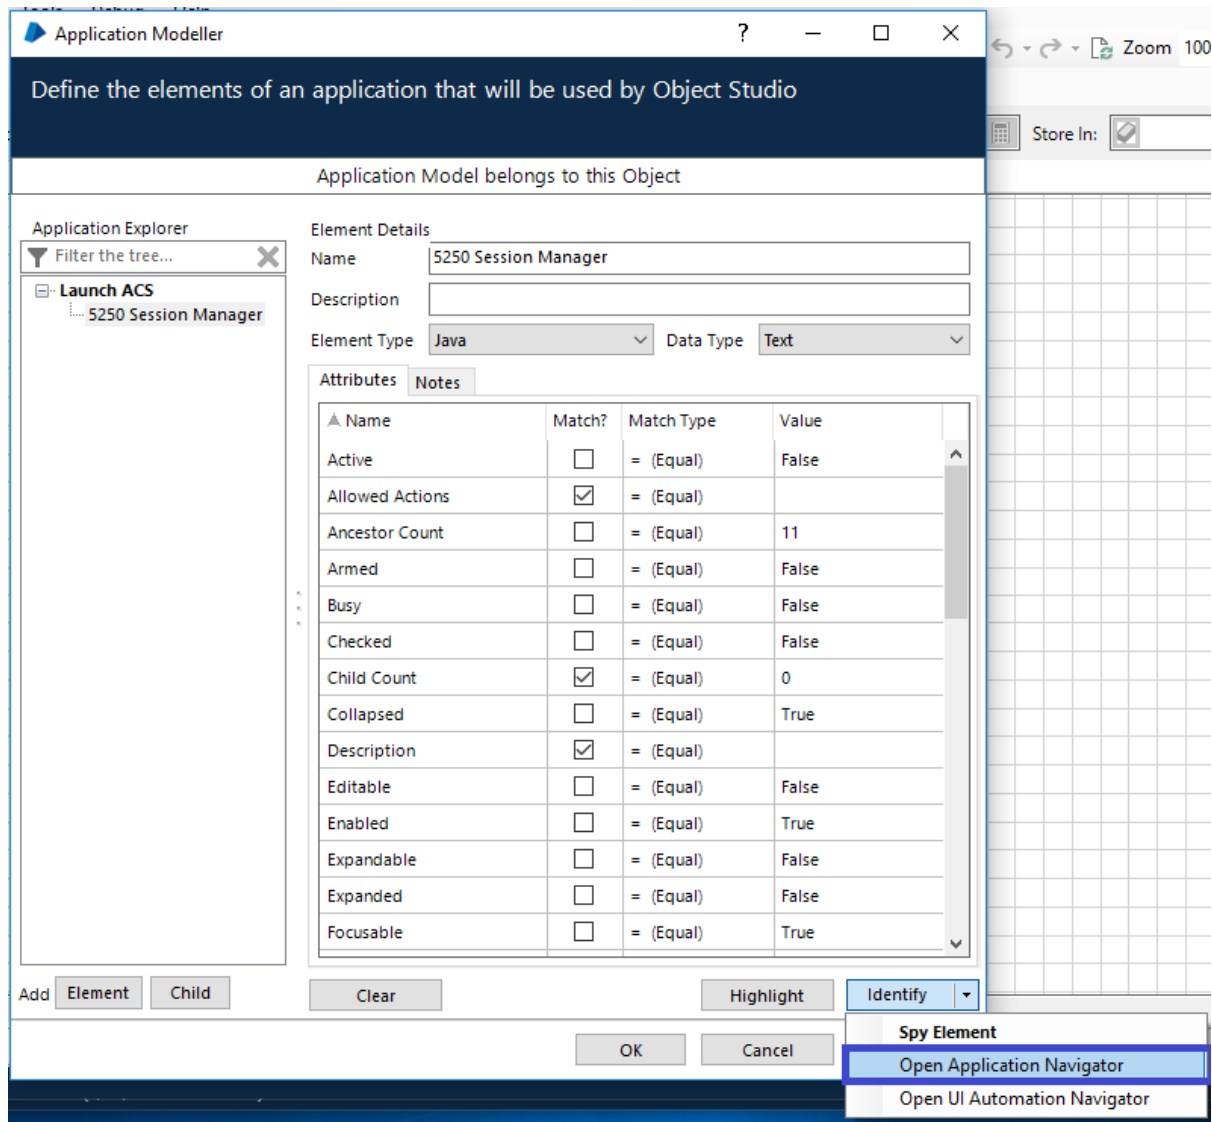 Application Modeller
?
Zoom 100
Define the elements of an application that will be used by Object Studio
Store In:
Application Model belongs to this Object
Application Explorer
Filter the tree...
Launch ACS
5250 Session Manager
Element Details
Name 5250 Session Manager
Description
Element Type Java Data Type Text
Attributes Notes
Name Match? Match Type Value
Active = (Equal) False
Allowed Actions = (Equal)
Ancestor Count = (Equal) 11
Armed = (Equal) False
Busy = (Equal) False
Checked = (Equal) False
Child Count = (Equal) 0
Collapsed = (Equal) True
Description = (Equal)
Editable = (Equal) False
Enabled = (Equal) True
Expandable = (Equal) False
Expanded = (Equal) False
Focusable = (Equal) True
Add Element Child Clear Highlight Identify
OK Cancel
Spy Element
Open Application Navigator
Open UI Automation Navigator